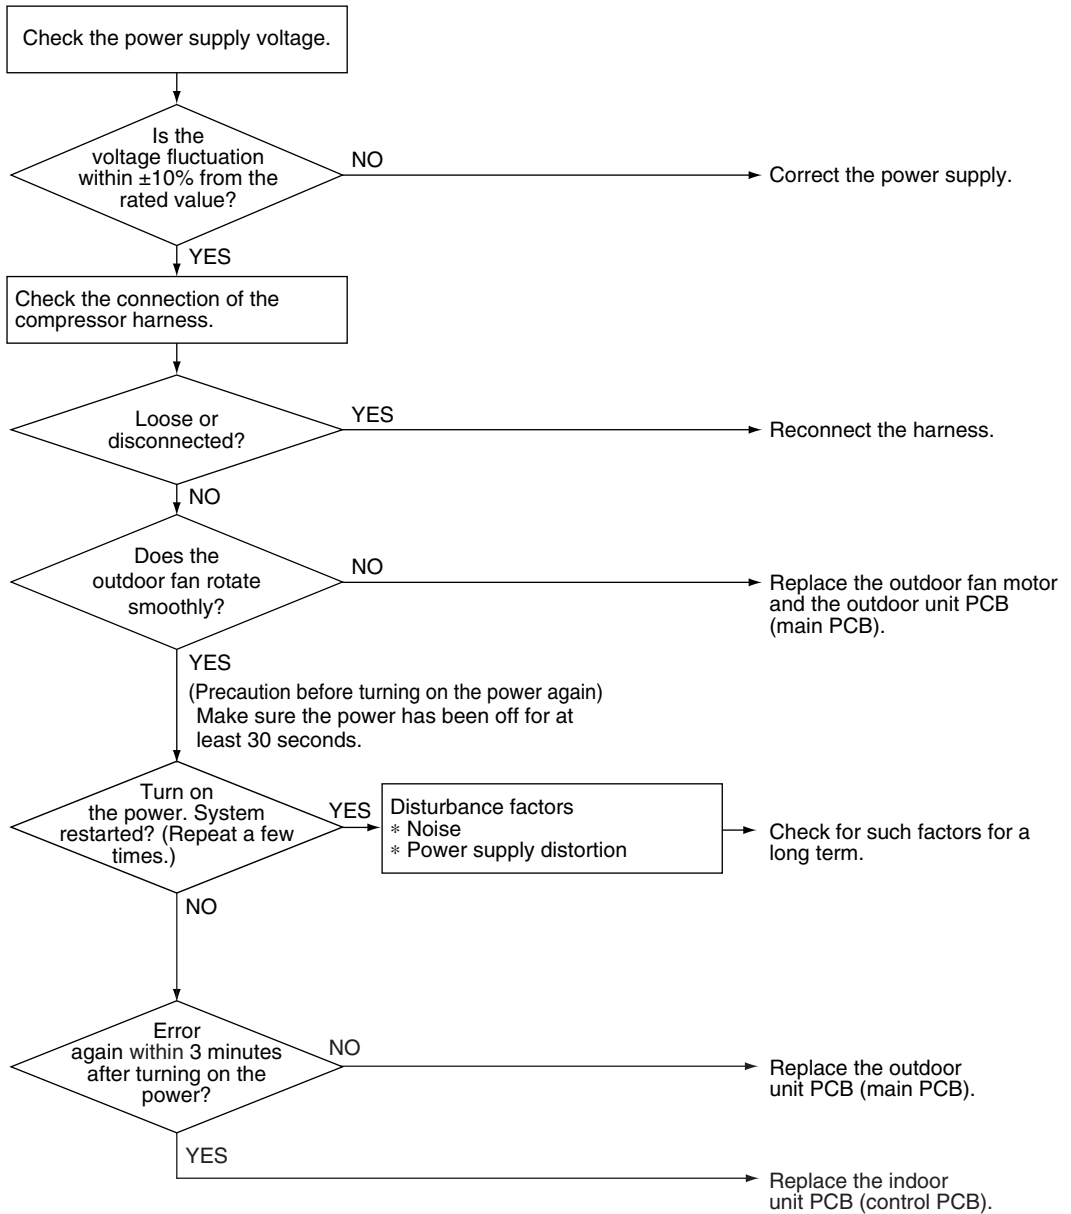 Check the power supply voltage.
Is the
voltage fluctuation
within ±10% from the
rated value?
NO
Correct the power supply.
YES
Check the connection of the
compressor harness.
Loose or
disconnected?
YES
Reconnect the harness.
NO
Does the
outdoor fan rotate
smoothly?
NO
Replace the outdoor fan motor
and the outdoor unit PCB
(main PCB).
YES
(Precaution before turning on the power again)
Make sure the power has been off for at
least 30 seconds.
Turn on
the power. System
restarted? (Repeat a few
times.)
YES
Disturbance factors
* Noise
* Power supply distortion
Check for such factors for a
long term.
NO
Error
again within 3 minutes
after turning on the
power?
NO
Replace the outdoor
unit PCB (main PCB).
YES
Replace the indoor
unit PCB (control PCB).